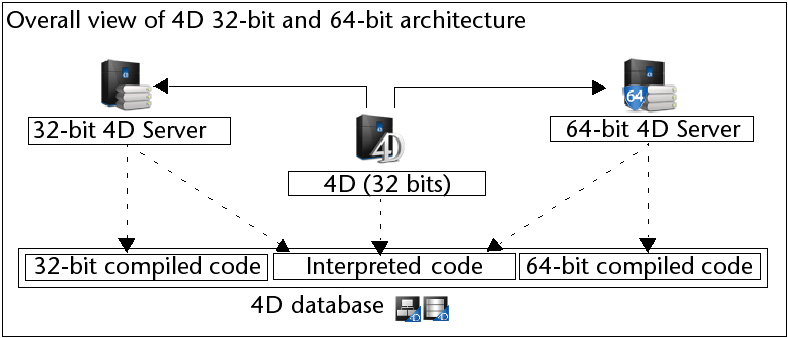 Overall view of 4D 32-bit and 64-bit architecture
64
32-bit 4D Server
4D
64-bit 4D Server
4D (32 bits)
32-bit compiled code
Interpreted code
64-bit compiled code
4D database